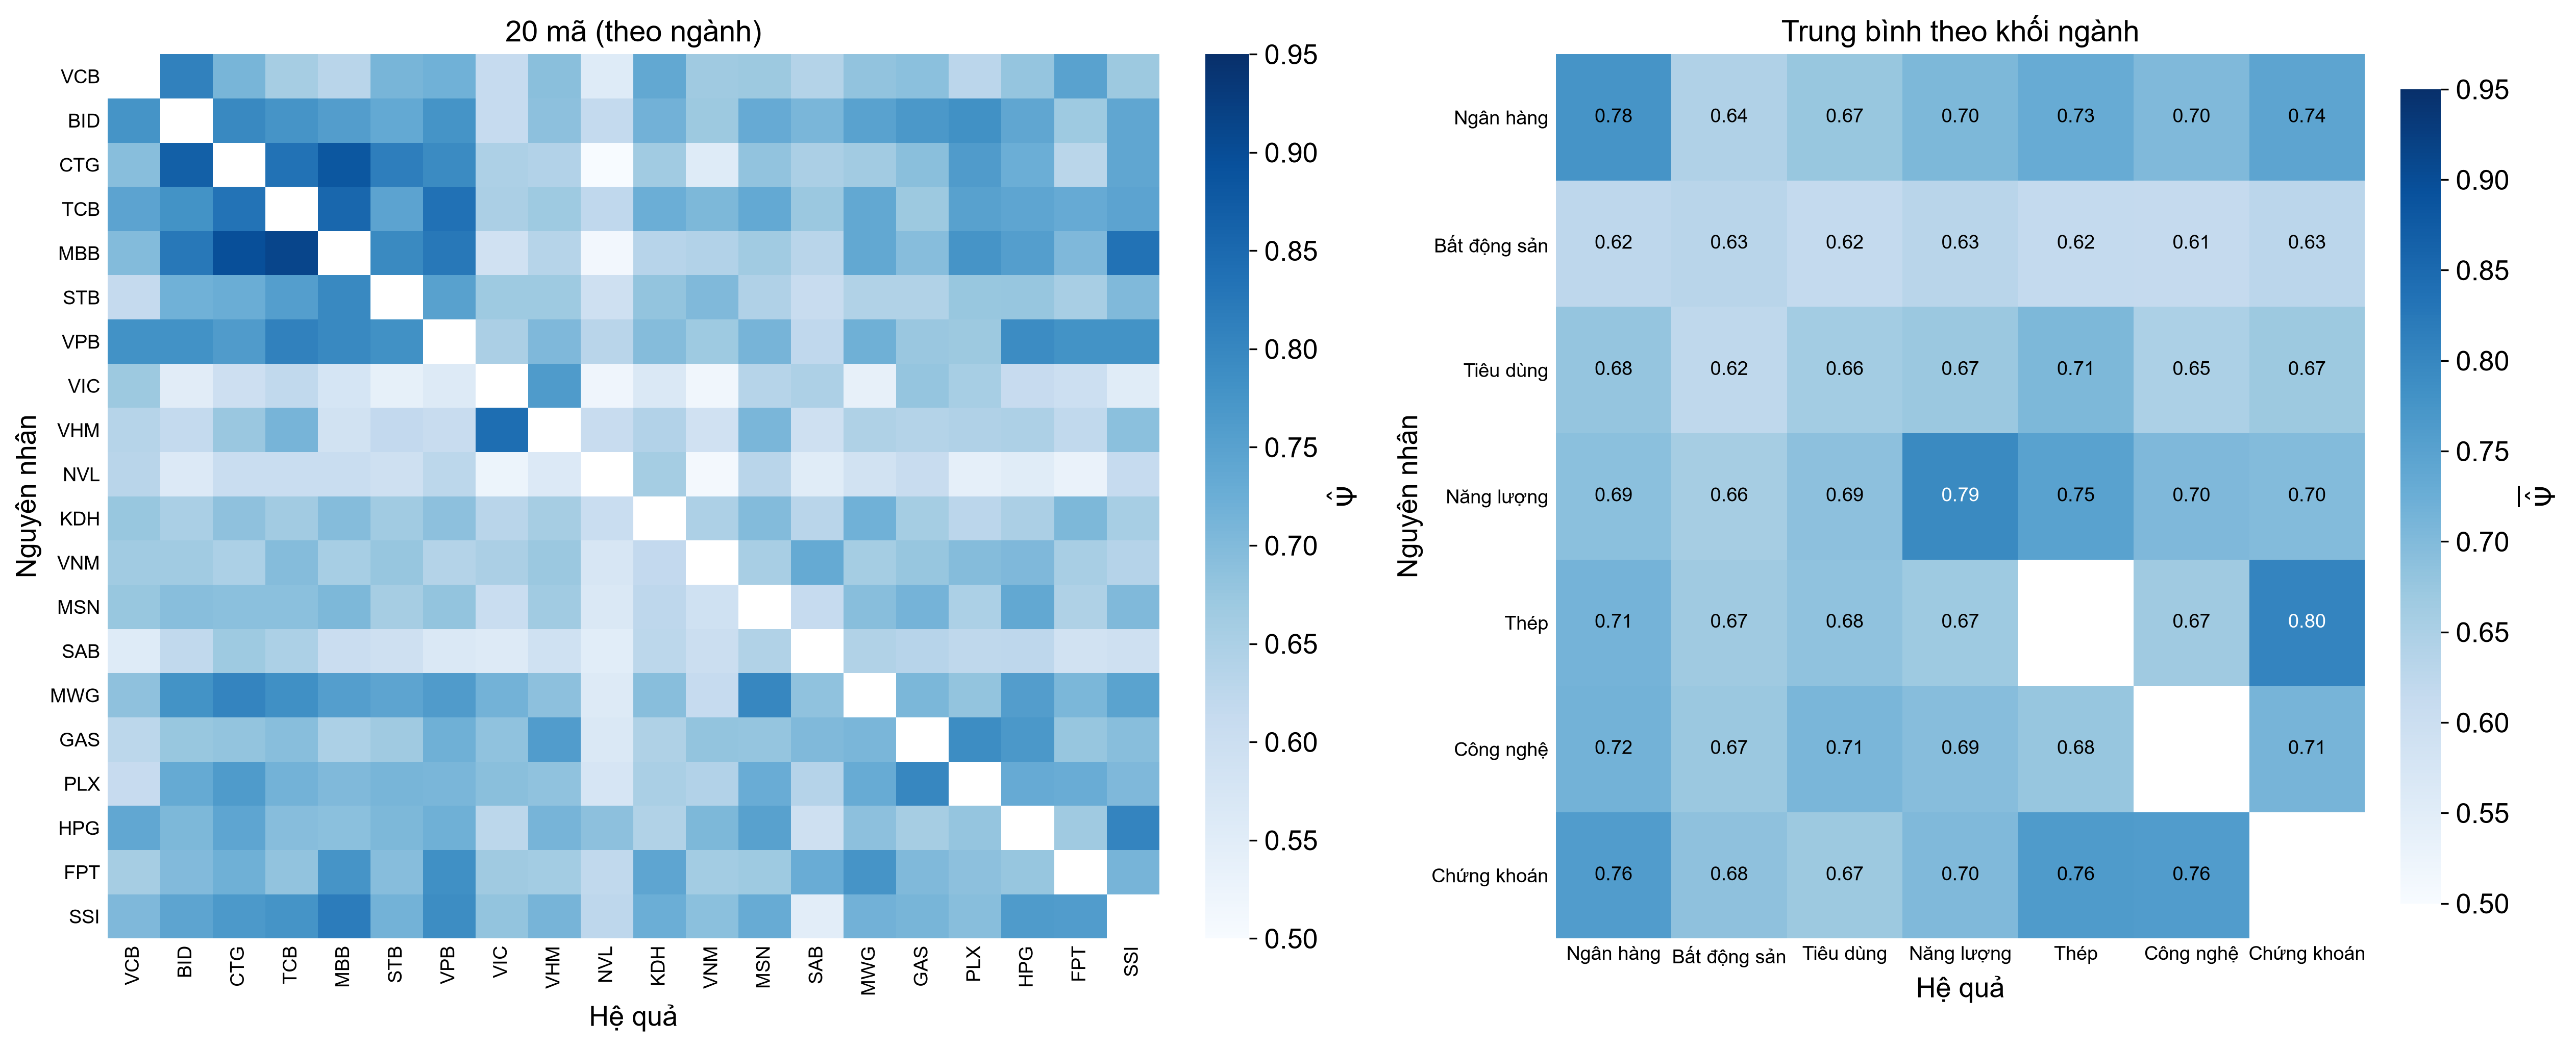 20 mã (theo ngành)
VCB
BID
CTG
TCB
MBB
STB
VPB
VIC
VHM
NVL
KDH
VNM
MSN
SAB
MWG
GAS
PLX
HPG
FPT
SSI
Nguyên nhân
VCB BID CTG TCB MBB STB VPB VIC VHM NVL KDH VNM MSN SAB MWG GAS PLX HPG FPT SSI
Hệ quả
0.95
0.90
0.85
0.80
0.75
0.70
0.65
0.60
0.55
0.50
Ψ̂
Trung bình theo khối ngành
Nguyên nhân
Ngân hàng 0.78 0.64 0.67 0.70 0.73 0.70 0.74
Bất động sản 0.62 0.63 0.62 0.63 0.62 0.61 0.63
Tiêu dùng 0.68 0.62 0.66 0.67 0.71 0.65 0.67
Năng lượng 0.69 0.66 0.69 0.79 0.75 0.70 0.70
Thép 0.71 0.67 0.68 0.67 0.67 0.80
Công nghệ 0.72 0.67 0.71 0.69 0.68 0.71
Chứng khoán 0.76 0.68 0.67 0.70 0.76 0.76
Ngân hàng Bất động sản Tiêu dùng Năng lượng Thép Công nghệ Chứng khoán
Hệ quả
0.95
0.90
0.85
0.80
0.75
0.70
0.65
0.60
0.55
0.50
Ψ̂̅